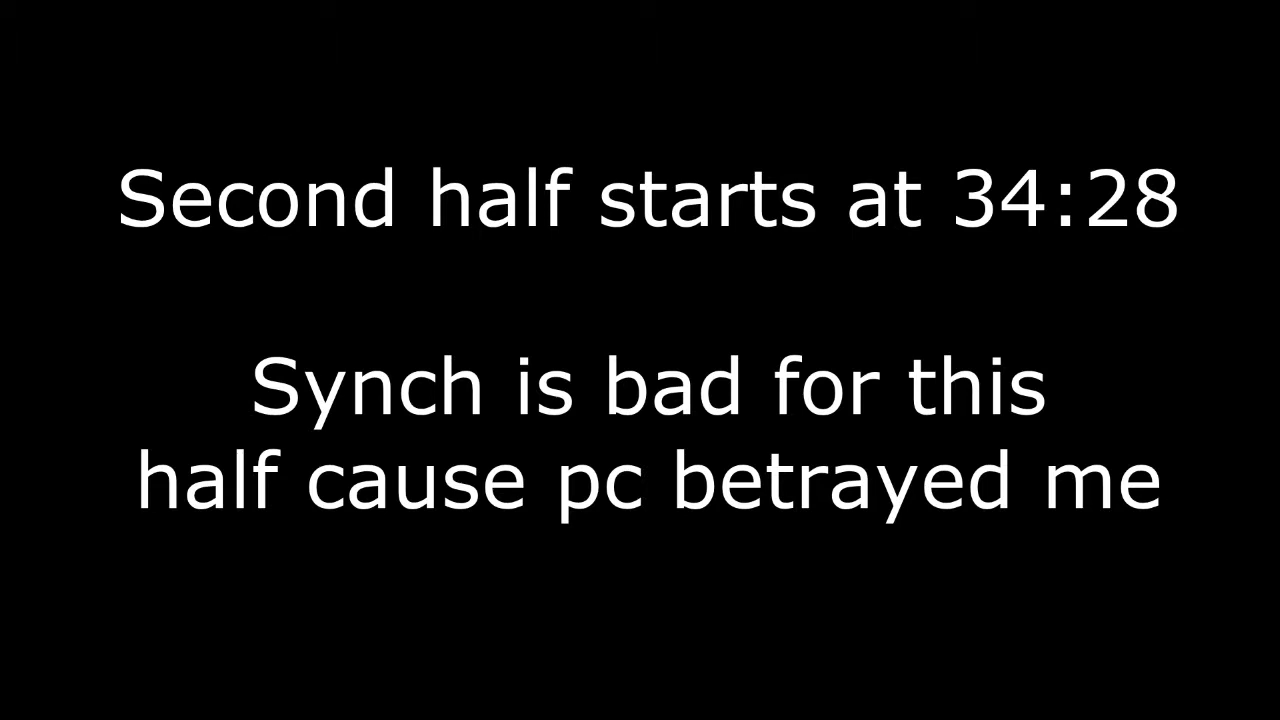 Second half starts at 34:28
Synch is bad for this
half cause pc betrayed me